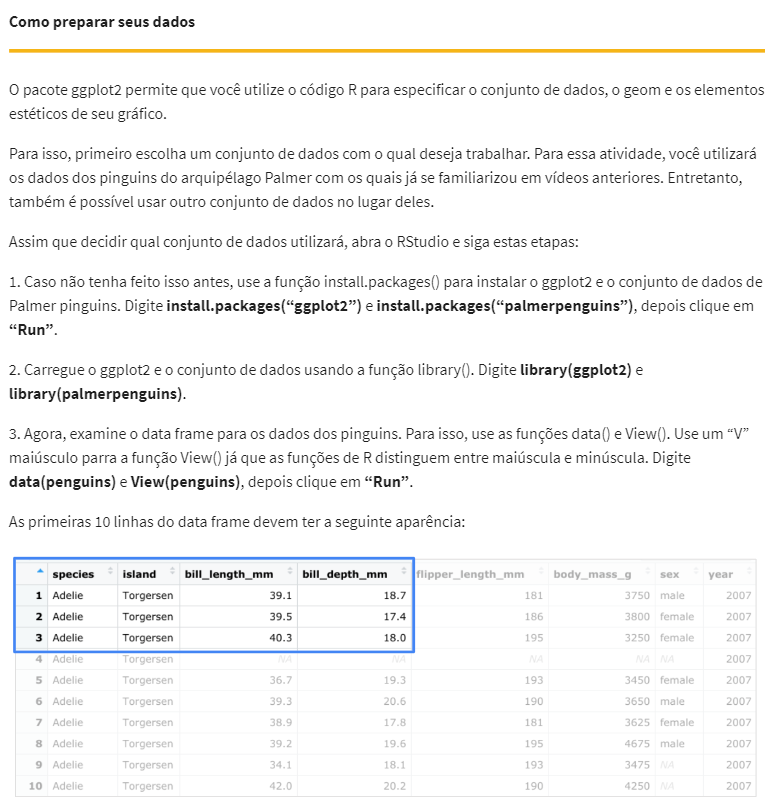 Como preparar seus dados
O pacote ggplot2 permite que você utilize o código R para especificar o conjunto de dados, o geom e os elementos
estéticos de seu gráfico.
Para isso, primeiro escolha um conjunto de dados com o qual deseja trabalhar. Para essa atividade, você utilizará
os dados dos pinguins do arquipélago Palmer com os quais já se familiarizou em vídeos anteriores. Entretanto,
também é possível usar outro conjunto de dados no lugar deles.
Assim que decidir qual conjunto de dados utilizará, abra o RStudio e siga estas etapas:
1. Caso não tenha feito isso antes, use a função install.packages() para instalar o ggplot2 e o conjunto de dados de
Palmer pinguins. Digite install.packages(“ggplot2”) e install.packages(“palmerpenguins”), depois clique em
“Run”.
2. Carregue o ggplot2 e o conjunto de dados usando a função library(). Digite library(ggplot2) e
library(palmerpenguins).
3. Agora, examine o data frame para os dados dos pinguins. Para isso, use as funções data() e View(). Use um “V”
maiúsculo parra a função View() já que as funções de R distinguem entre maiúscula e minúscula. Digite
data(penguins) e View(penguins), depois clique em “Run”.
As primeiras 10 linhas do data frame devem ter a seguinte aparência:
species island bill_length_mm bill_depth_mm flipper_length_mm body_mass_g sex year
1 Adelie Torgersen 39.1 18.7 181 3750 male 2007
2 Adelie Torgersen 39.5 17.4 186 3800 female 2007
3 Adelie Torgersen 40.3 18.0 195 3250 female 2007
4 Adelie Torgersen NA NA NA NA NA 2007
5 Adelie Torgersen 36.7 19.3 193 3450 female 2007
6 Adelie Torgersen 39.3 20.6 190 3650 male 2007
7 Adelie Torgersen 38.9 17.8 181 3625 female 2007
8 Adelie Torgersen 39.2 19.6 195 4675 male 2007
9 Adelie Torgersen 34.1 18.1 193 3475 NA 2007
10 Adelie Torgersen 42.0 20.2 190 4250 NA 2007